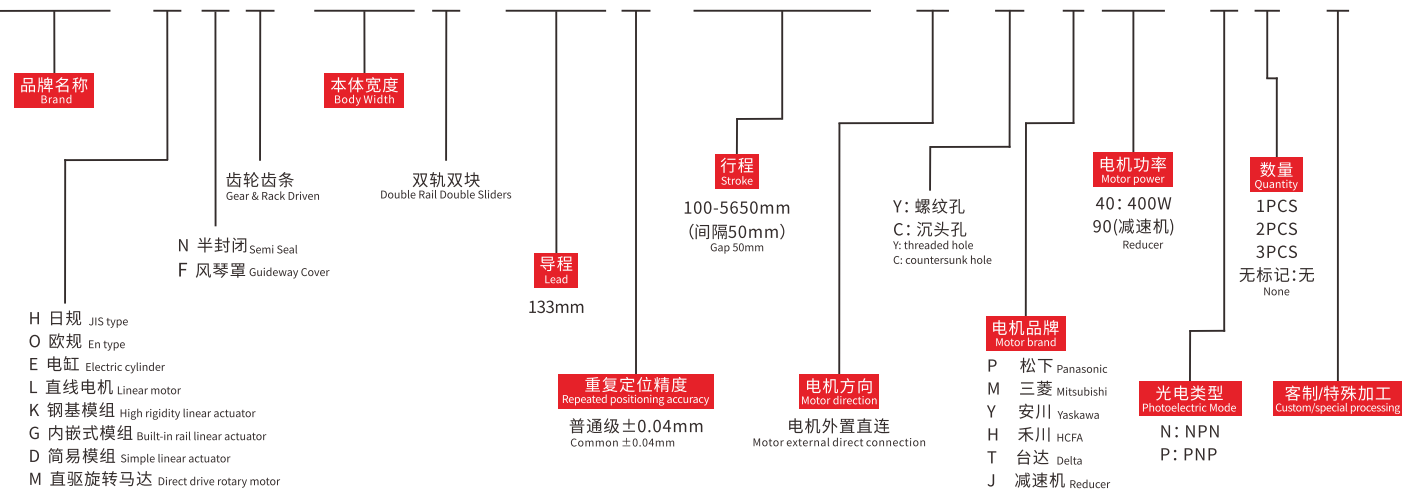 品牌名称
Brand
H 日规 JIS type
O 欧规 En type
E 电缸 Electric cylinder
L 直线电机 Linear motor
K 钢基模组 High rigidity linear actuator
G 内嵌式模组 Built-in rail linear actuator
D 简易模组 Simple linear actuator
M 直驱旋转马达 Direct drive rotary motor
N 半封闭 Semi Seal
F 风琴罩 Guideway Cover
齿轮齿条
Gear & Rack Driven
本体宽度
Body Width
双轨双块
Double Rail Double Sliders
导程
Lead
133mm
重复定位精度
Repeated positioning accuracy
普通级±0.04mm
Common ±0.04mm
行程
Stroke
100-5650mm
(间隔50mm)
Gap 50mm
电机方向
Motor direction
电机外置直连
Motor external direct connection
Y: 螺纹孔
C: 沉头孔
Y: threaded hole
C: countersunk hole
电机品牌
Motor brand
P 松下 Panasonic
M 三菱 Mitsubishi
Y 安川 Yaskawa
H 禾川 HCFA
T 台达 Delta
J 减速机 Reducer
电机功率
Motor power
40: 400W
90(减速机)
Reducer
光电类型
Photoelectric Mode
N: NPN
P: PNP
数量
Quantity
1PCS
2PCS
3PCS
无标记:无
None
客制/特殊加工
Custom/special processing